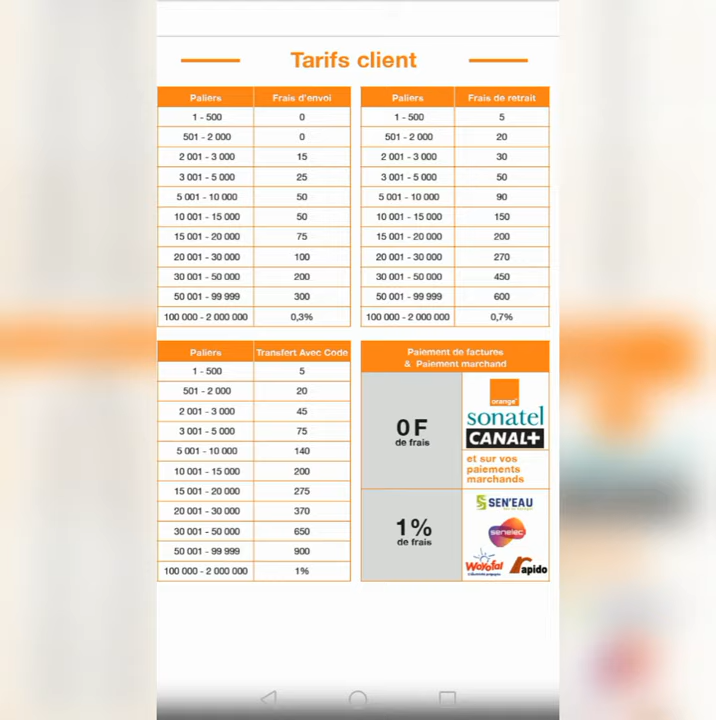 Tarifs client
Paliers Frais d'envoi
1 - 500 0
501 - 2 000 0
2 001 - 3 000 15
3 001 - 5 000 25
5 001 - 10 000 50
10 001 - 15 000 50
15 001 - 20 000 75
20 001 - 30 000 100
30 001 - 50 000 200
50 001 - 99 999 300
100 000 - 2 000 000 0,3%
Paliers Frais de retrait
1 - 500 5
501 - 2 000 20
2 001 - 3 000 30
3 001 - 5 000 50
5 001 - 10 000 90
10 001 - 15 000 150
15 001 - 20 000 200
20 001 - 30 000 270
30 001 - 50 000 450
50 001 - 99 999 600
100 000 - 2 000 000 0,7%
Paliers Transfert Avec Code
1 - 500 5
501 - 2 000 20
2 001 - 3 000 45
3 001 - 5 000 75
5 001 - 10 000 140
10 001 - 15 000 200
15 001 - 20 000 275
20 001 - 30 000 370
30 001 - 50 000 650
50 001 - 99 999 900
100 000 - 2 000 000 1%
Paiement de factures
& Paiement marchand
0 F
de frais
orange
sonatel
CANAL+
et sur vos
paiements
marchands
1%
de frais
SEN'EAU
senelec
Woyofal
rapido